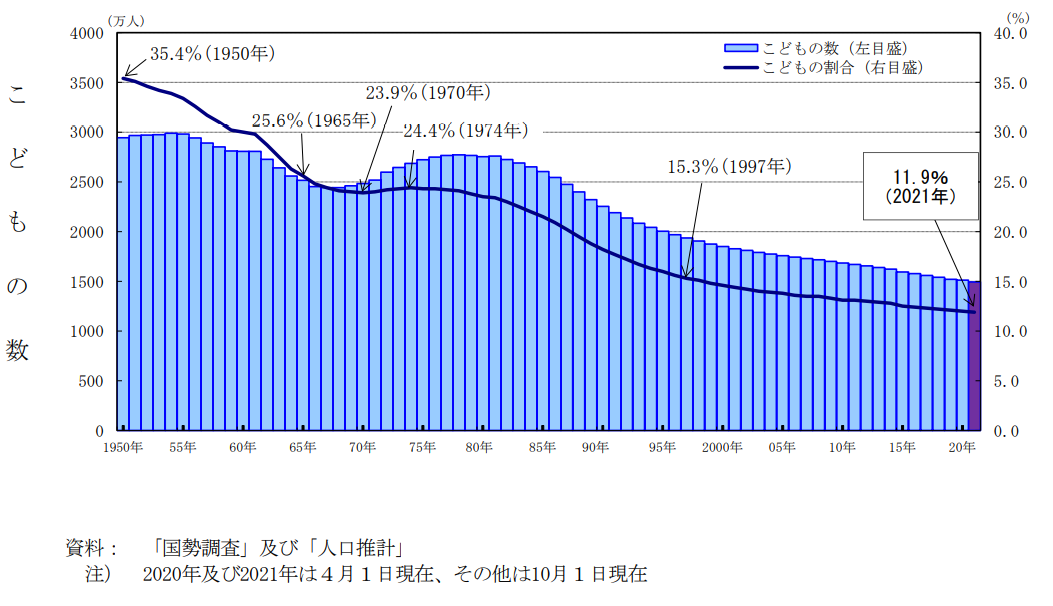 (万人)
(%)
4000
3500
3000
2500
2000
1500
1000
500
0
40.0
35.0
30.0
25.0
20.0
15.0
10.0
5.0
0.0
こどもの数
こどもの数（左目盛）
こどもの割合（右目盛）
35.4%(1950年)
25.6%(1965年)
23.9%(1970年)
24.4%(1974年)
15.3%(1997年)
11.9%
(2021年)
1950年 55年 60年 65年 70年 75年 80年 85年 90年 95年 2000年 05年 10年 15年 20年
資料： 「国勢調査」及び「人口推計」
注） 2020年及び2021年は４月１日現在、その他は10月１日現在